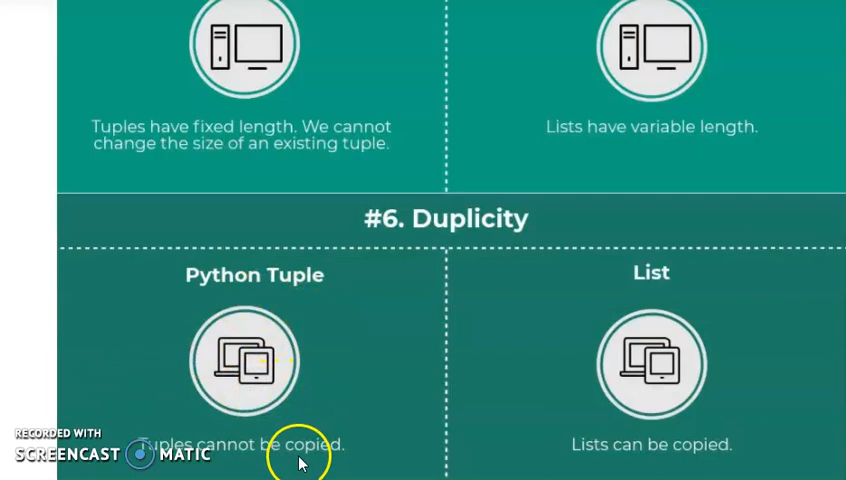 Tuples have fixed length. We cannot
change the size of an existing tuple.
Lists have variable length.
#6. Duplicity
Python Tuple
List
Tuples cannot be copied.
Lists can be copied.
RECORDED WITH
SCREENCAST MATIC